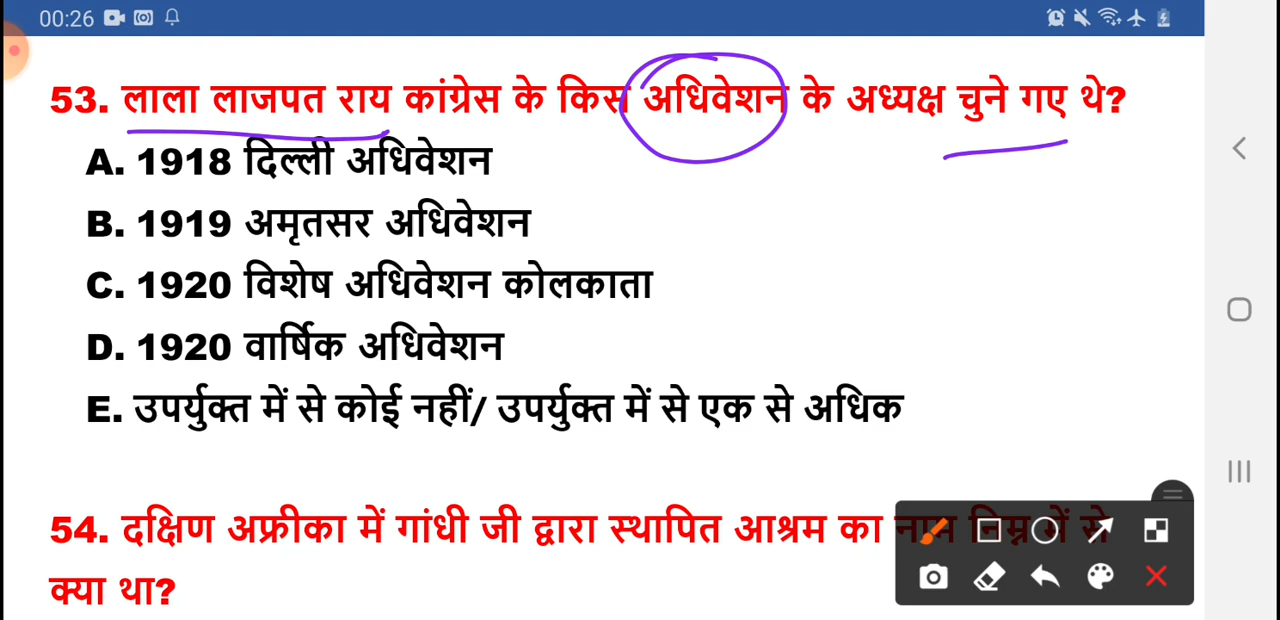 00:26
53. लाला लाजपत राय कांग्रेस के किस अधिवेशन के अध्यक्ष चुने गए थे?
A. 1918 दिल्ली अधिवेशन
B. 1919 अमृतसर अधिवेशन
C. 1920 विशेष अधिवेशन कोलकाता
D. 1920 वार्षिक अधिवेशन
E. उपर्युक्त में से कोई नहीं/ उपर्युक्त में से एक से अधिक
54. दक्षिण अफ्रीका में गांधी जी द्वारा स्थापित आश्रम का नाम निम्न में से
क्या था?